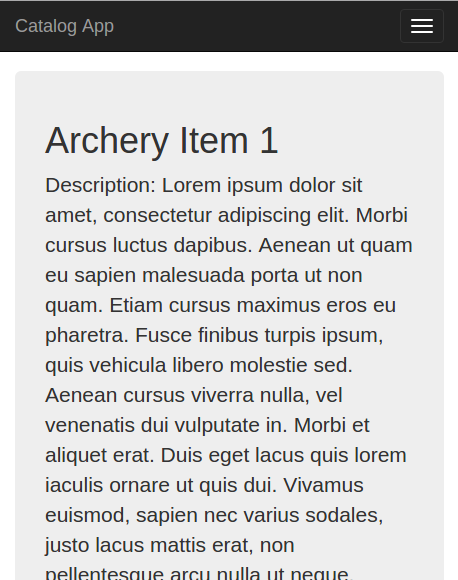 Catalog App
Archery Item 1
Description: Lorem ipsum dolor sit
amet, consectetur adipiscing elit. Morbi
cursus luctus dapibus. Aenean ut quam
eu sapien malesuada porta ut non
quam. Etiam cursus maximus eros eu
pharetra. Fusce finibus turpis ipsum,
quis vehicula libero molestie sed.
Aenean cursus viverra nulla, vel
venenatis dui vulputate in. Morbi et
aliquet erat. Duis eget lacus quis lorem
iaculis ornare ut quis dui. Vivamus
euismod, sapien nec varius sodales,
justo lacus mattis erat, non
pellentesque arcu nulla ut neque.